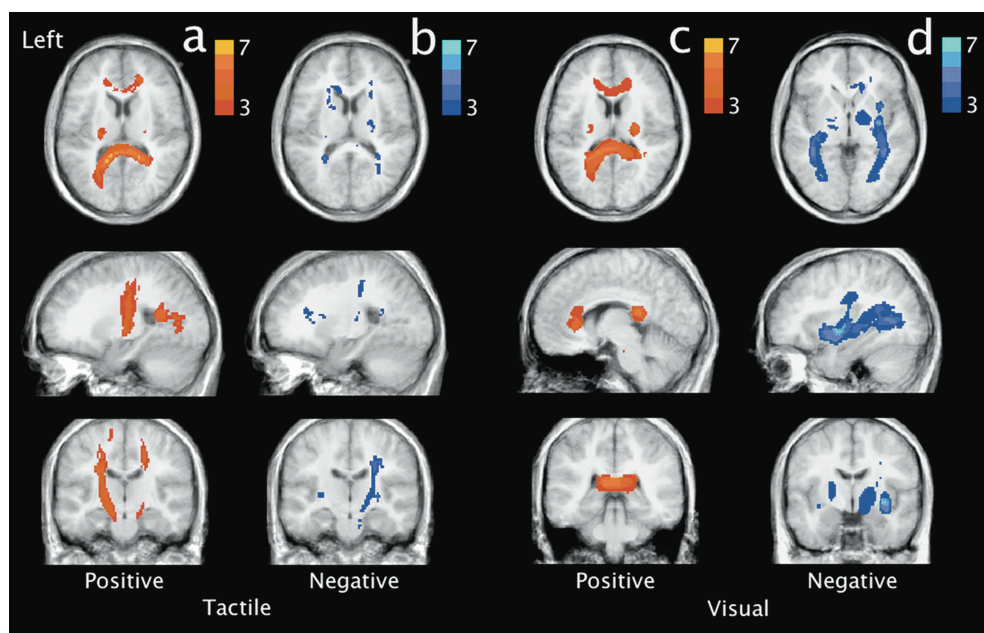 Left a 7 b 7 c 7 d 7
3 3 3 3
Positive Negative Positive Negative
Tactile Visual